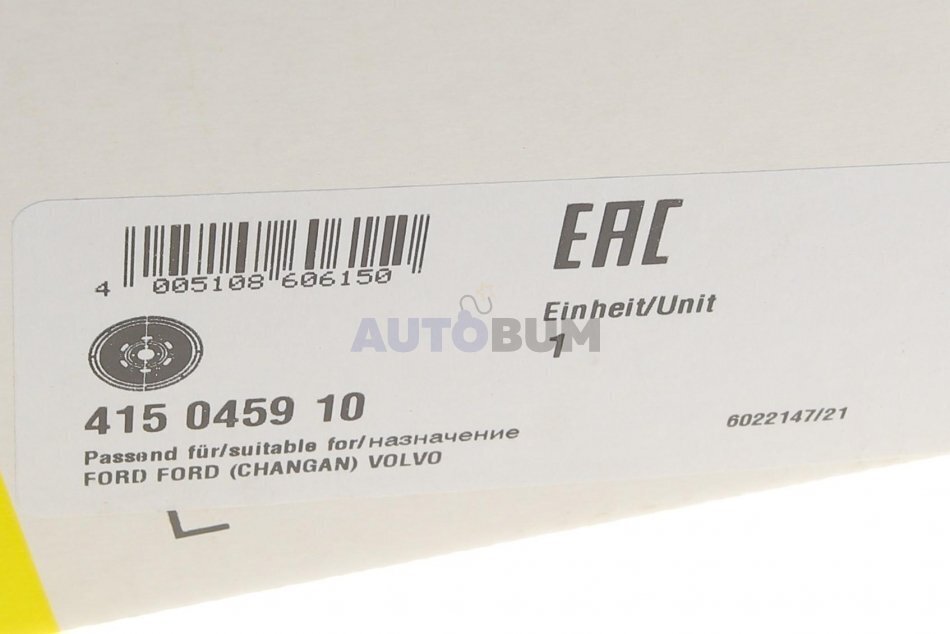 4 005108 606150
EAC
Einheit/Unit
1
AUTOBUM
415 0459 10
6022147/21
Passend für/suitable for/назначение
FORD FORD (CHANGAN) VOLVO